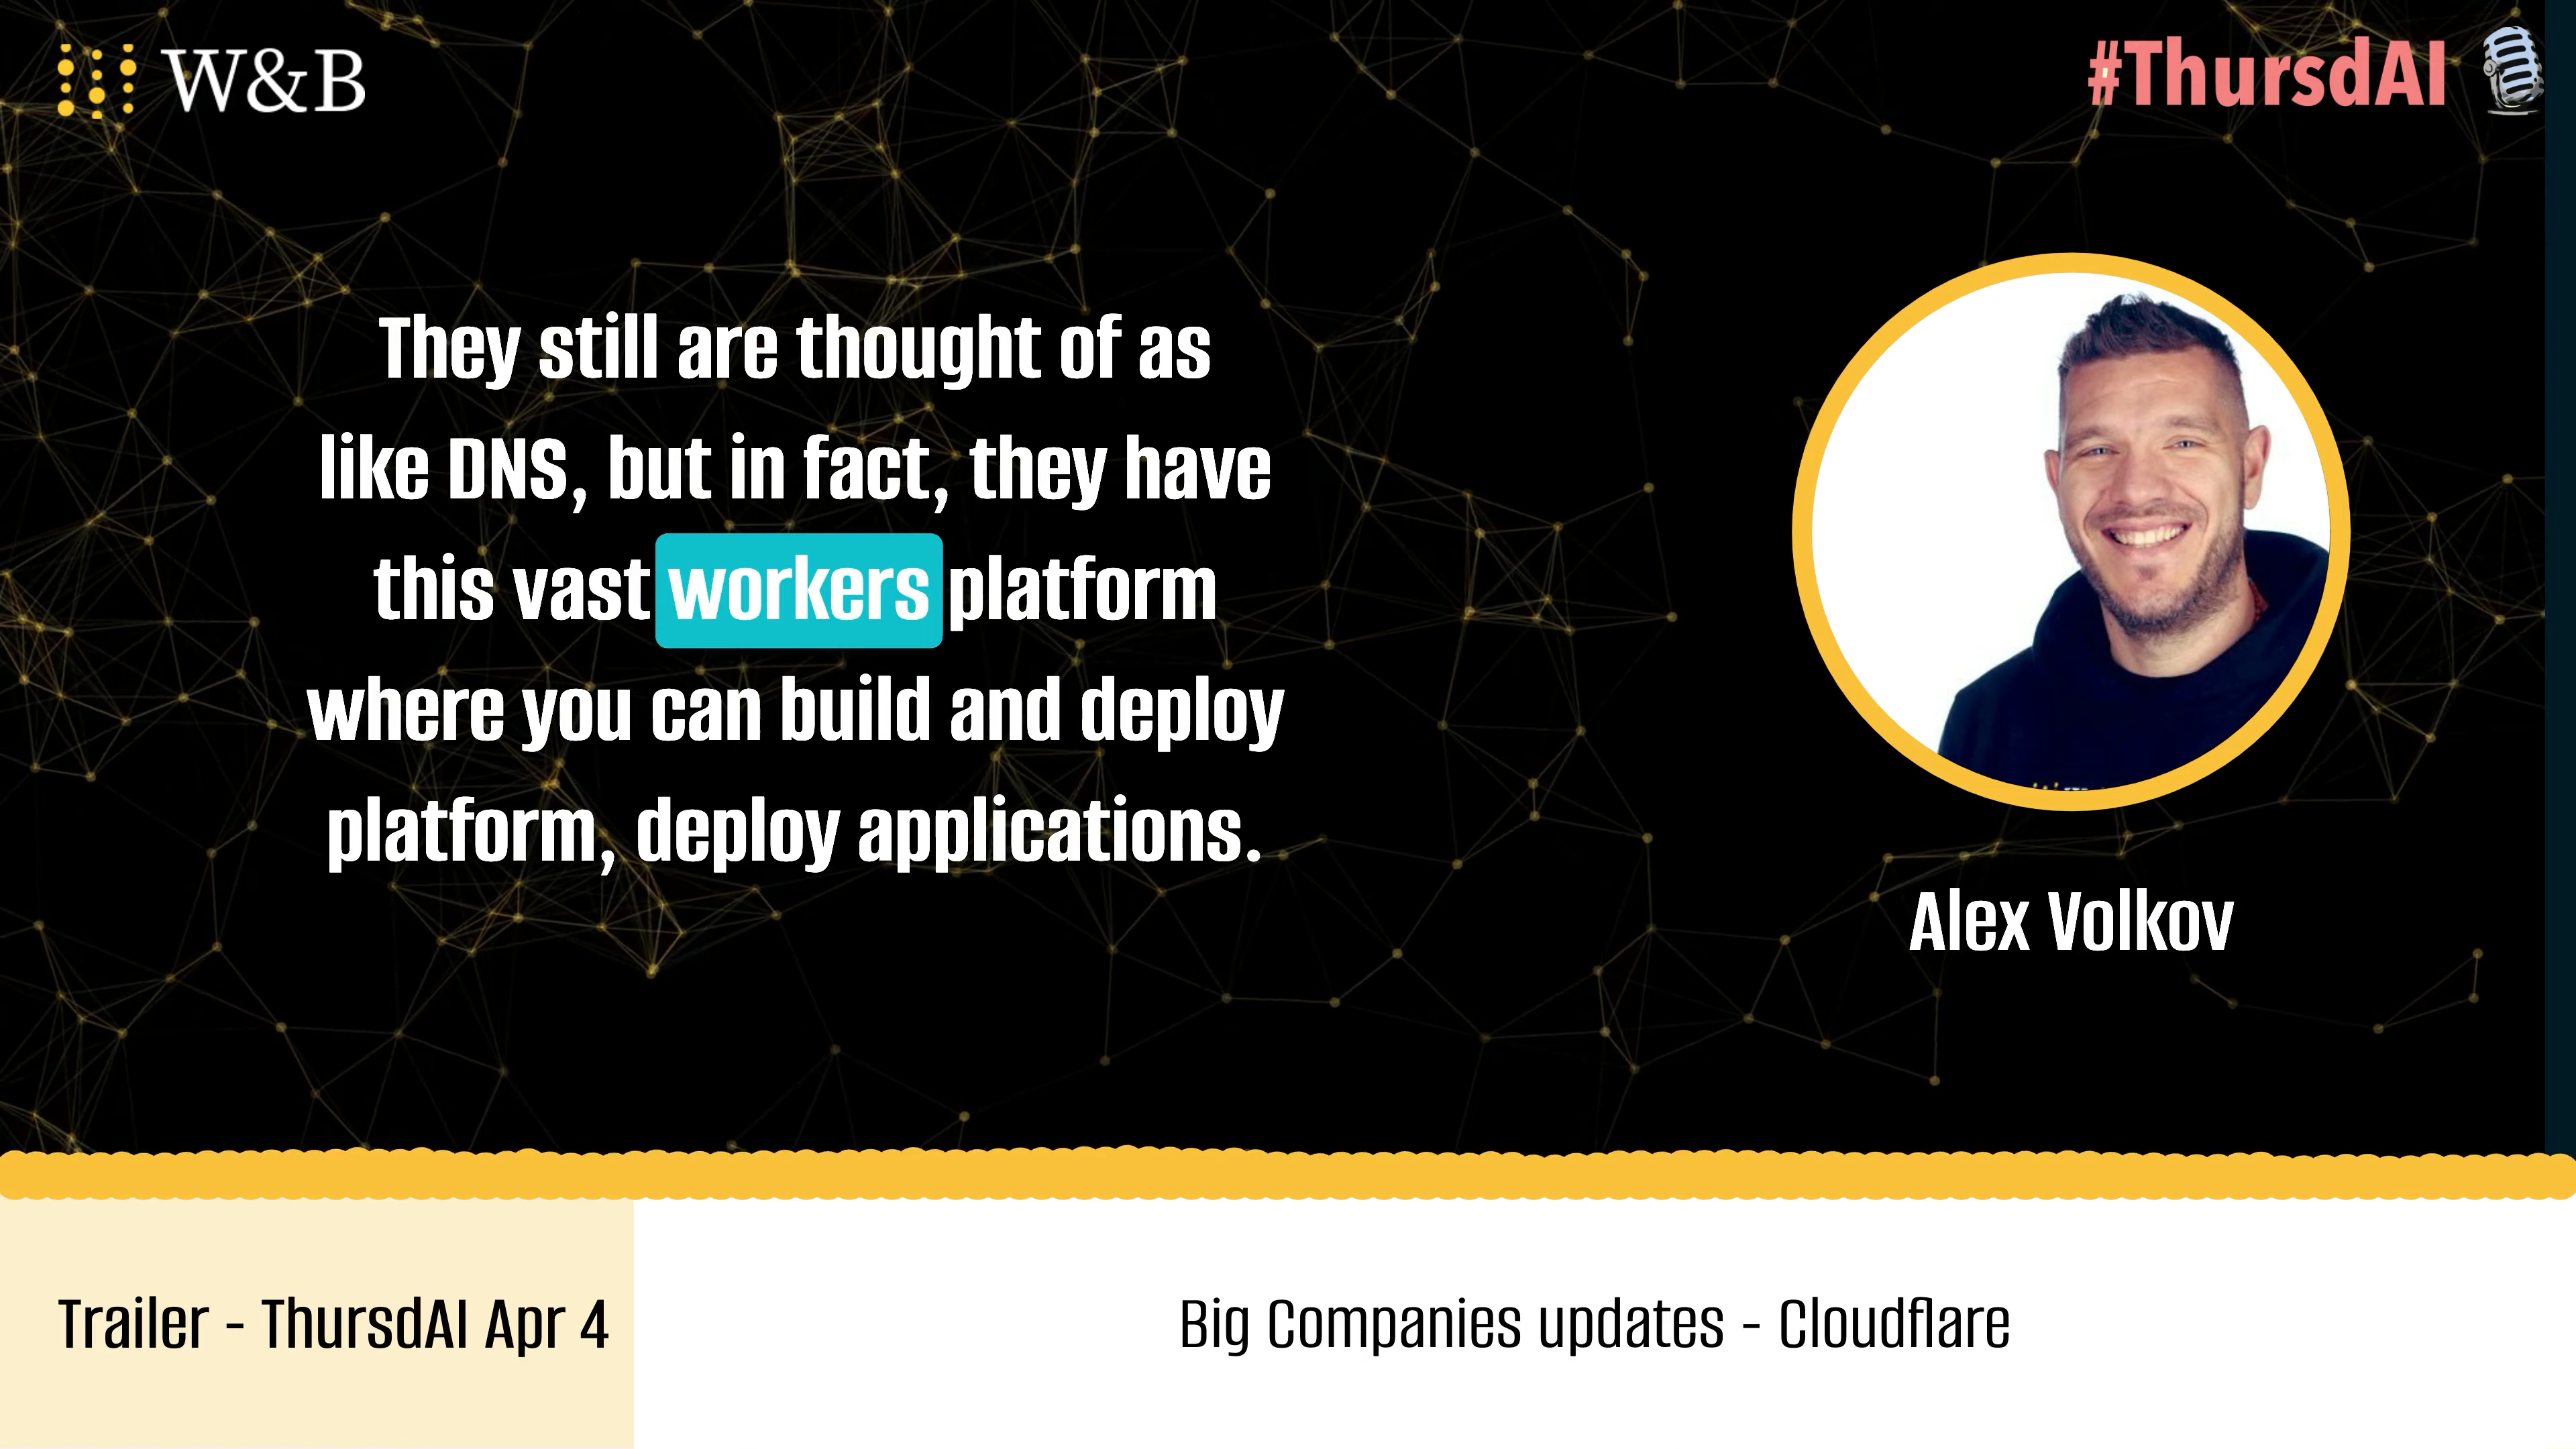 W&B
#ThursdAI
They still are thought of as
like DNS, but in fact, they have
this vast workers platform
where you can build and deploy
platform, deploy applications.
Alex Volkov
Trailer - ThursdAI Apr 4
Big Companies updates - Cloudflare